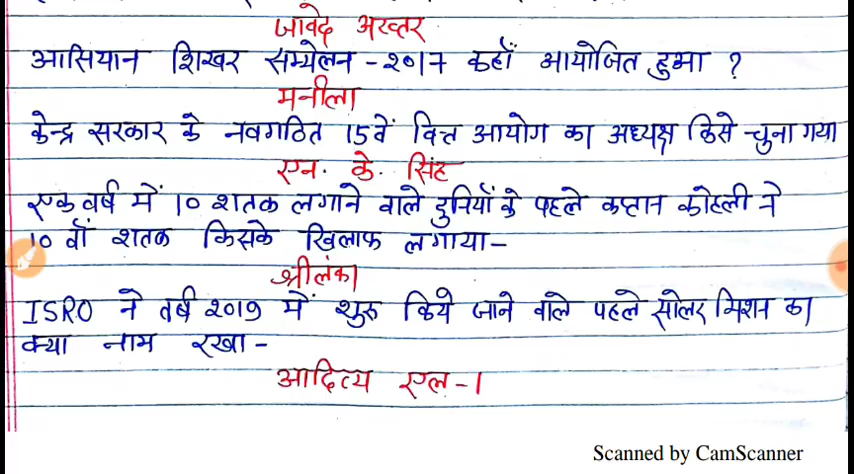 जावेद अख्तर
आसियान शिखर सम्मेलन - २०१७ कहाँ आयोजित हुआ ?
मनीला
केन्द्र सरकार के नवगठित 15वें वित्त आयोग का अध्यक्ष किसे चुना गया
एन. के. सिंह
एक वर्ष में 10 शतक लगाने वाले दुनियाँ के पहले कप्तान कोहली ने
10 वाँ शतक किसके खिलाफ लगाया -
श्रीलंका
ISRO ने वर्ष २०१९ में शुरू किये जाने वाले पहले सोलर मिशन का
क्या नाम रखा -
आदित्य एल - 1
Scanned by CamScanner